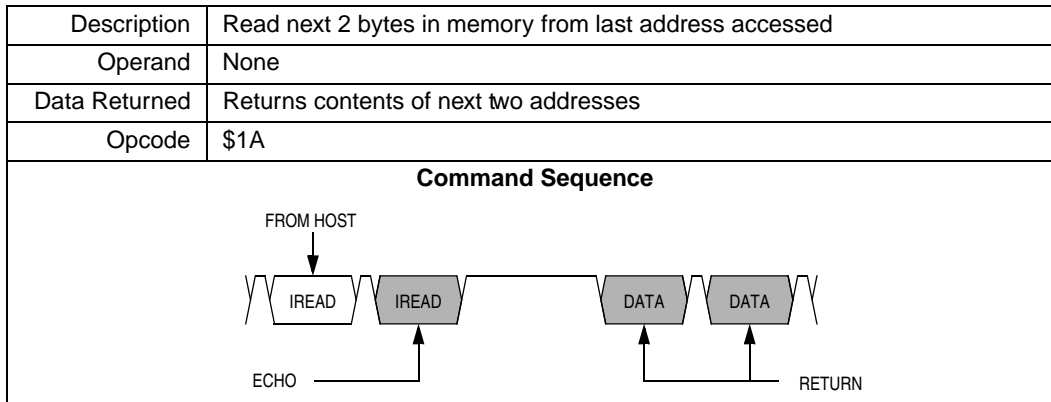 Description Read next 2 bytes in memory from last address accessed
Operand None
Data Returned Returns contents of next two addresses
Opcode $1A
Command Sequence
FROM HOST
IREAD IREAD DATA DATA
ECHO RETURN